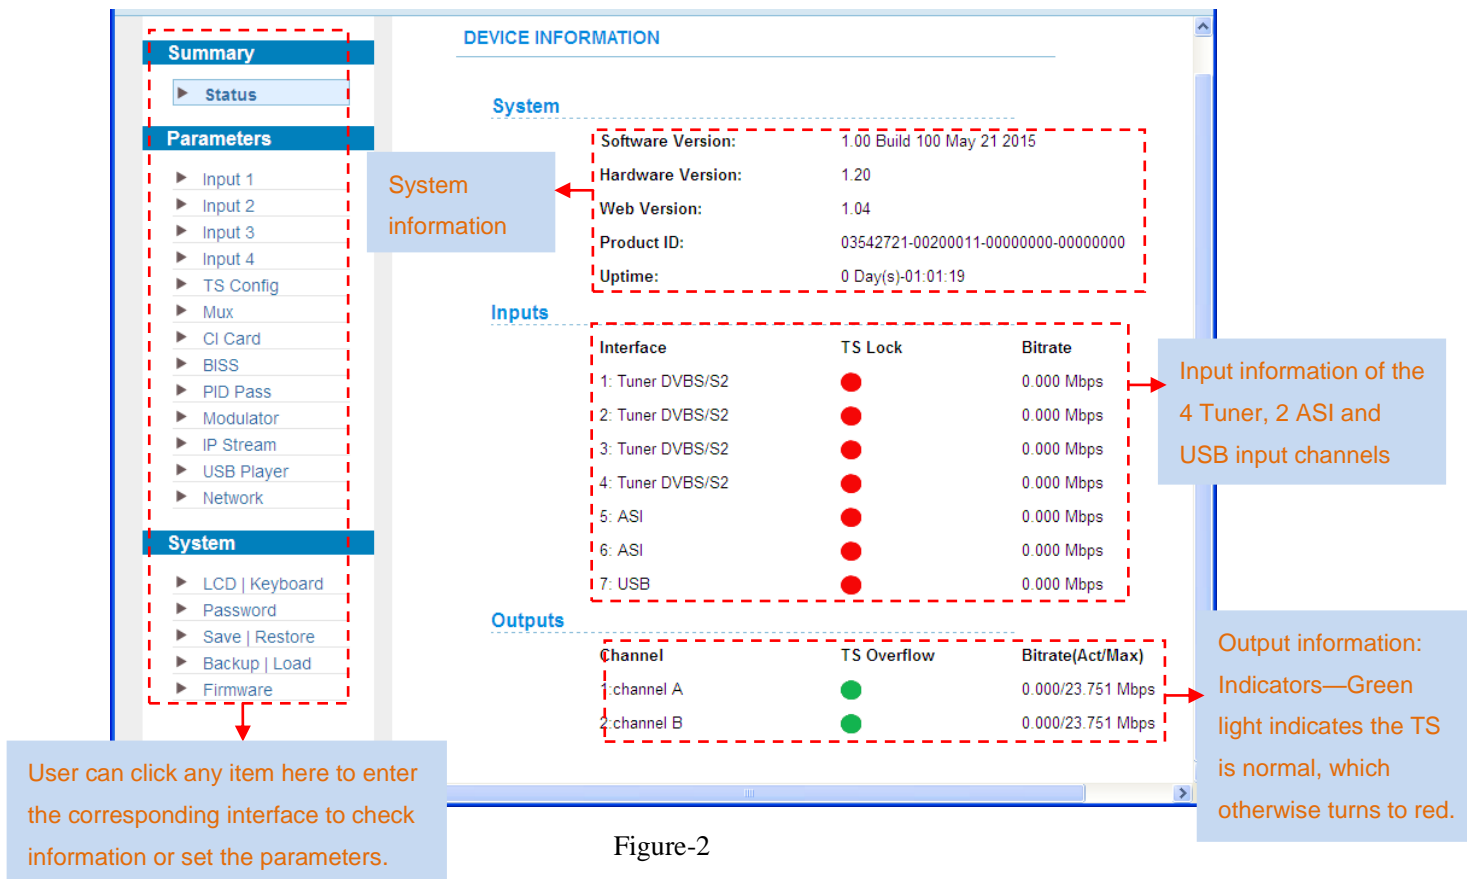 Summary
Status
Parameters
Input 1
Input 2
Input 3
Input 4
TS Config
Mux
CI Card
BISS
PID Pass
Modulator
IP Stream
USB Player
Network
System
LCD | Keyboard
Password
Save | Restore
Backup | Load
Firmware
User can click any item here to enter
the corresponding interface to check
information or set the parameters.
DEVICE INFORMATION
System
Software Version: 1.00 Build 100 May 21 2015
Hardware Version: 1.20
Web Version: 1.04
Product ID: 03542721-00200011-00000000-00000000
Uptime: 0 Day(s)-01:01:19
System
information
Inputs
Interface TS Lock Bitrate
1: Tuner DVBS/S2 0.000 Mbps
2: Tuner DVBS/S2 0.000 Mbps
3: Tuner DVBS/S2 0.000 Mbps
4: Tuner DVBS/S2 0.000 Mbps
5: ASI 0.000 Mbps
6: ASI 0.000 Mbps
7: USB 0.000 Mbps
Input information of the
4 Tuner, 2 ASI and
USB input channels
Outputs
Channel TS Overflow Bitrate(Act/Max)
1:channel A 0.000/23.751 Mbps
2:channel B 0.000/23.751 Mbps
Output information:
Indicators—Green
light indicates the TS
is normal, which
otherwise turns to red.
Figure-2